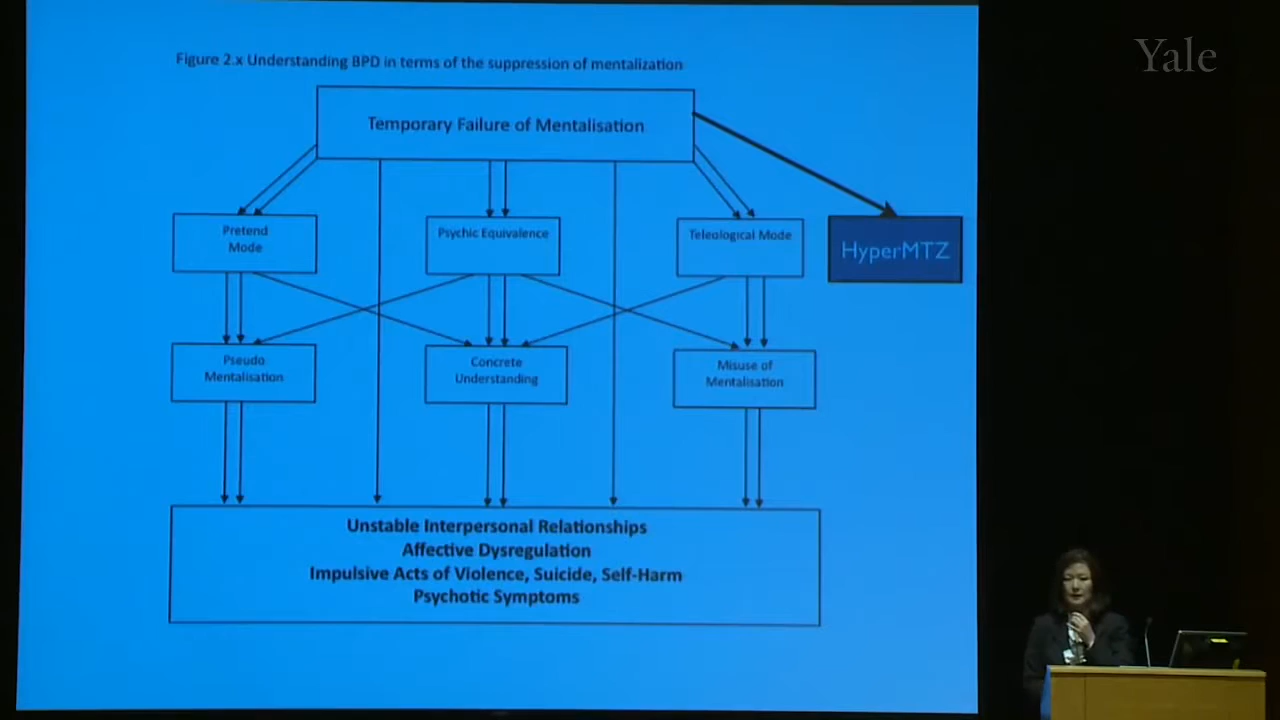 Yale
Figure 2.x Understanding BPD in terms of the suppression of mentalization
Temporary Failure of Mentalisation
Pretend
Mode
Psychic Equivalence
Teleological Mode
HyperMTZ
Pseudo
Mentalisation
Concrete
Understanding
Misuse of
Mentalisation
Unstable Interpersonal Relationships
Affective Dysregulation
Impulsive Acts of Violence, Suicide, Self-Harm
Psychotic Symptoms